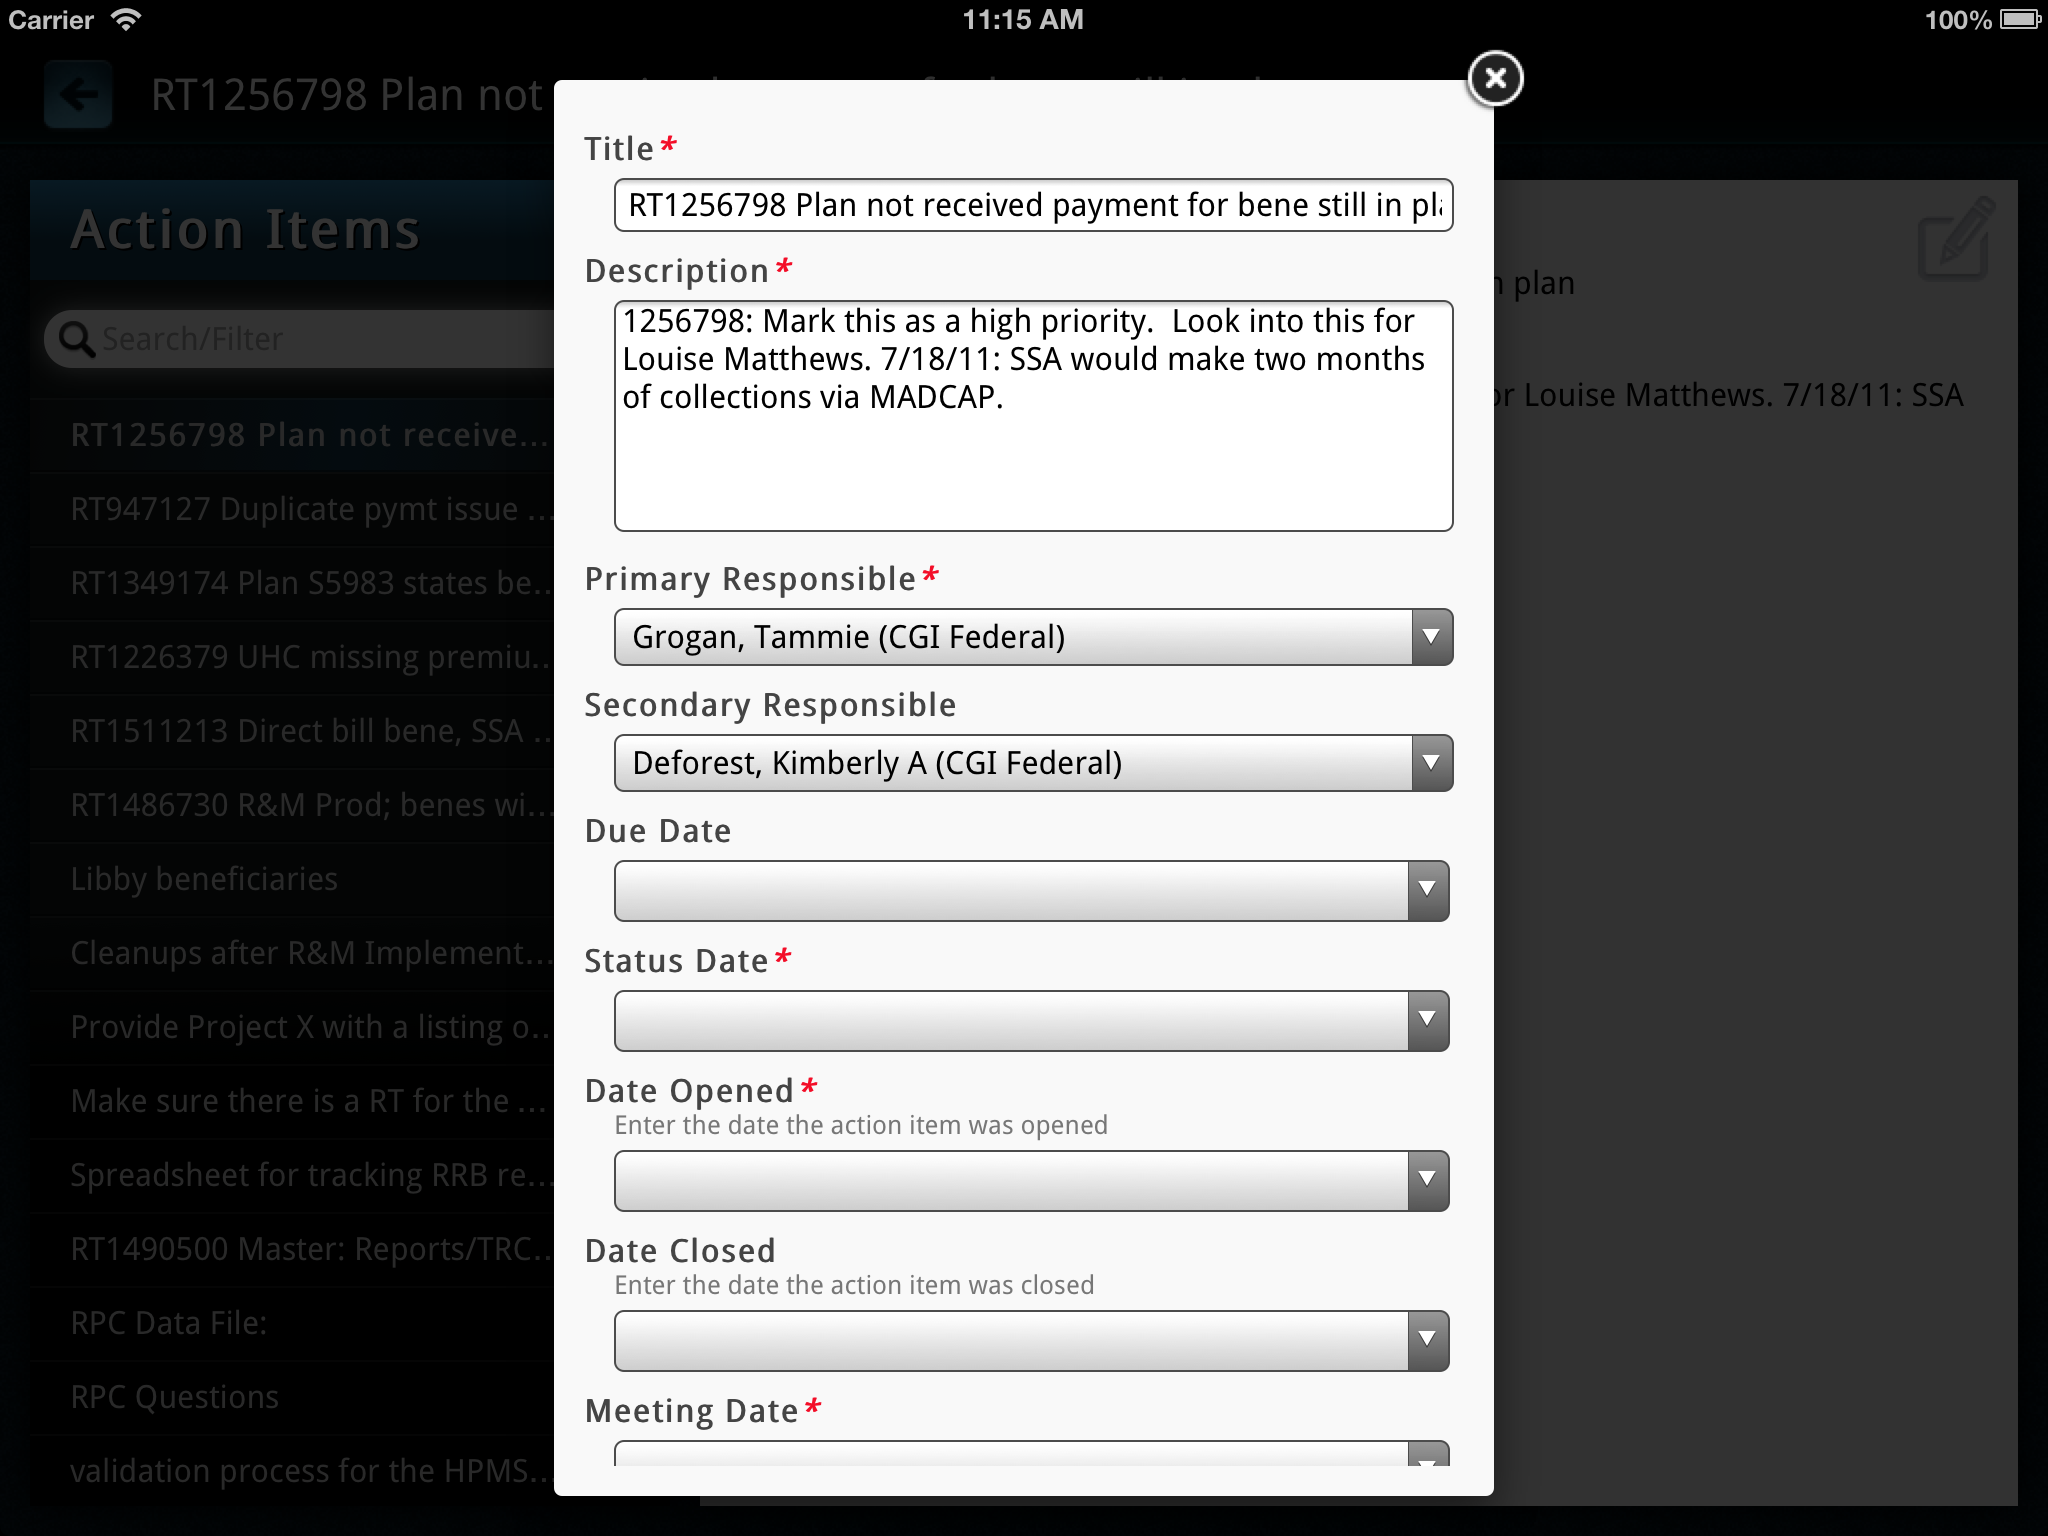 Carrier
11:15 AM
100%
RT1256798 Plan not
Action Items
Search/Filter
RT1256798 Plan not receive...
RT947127 Duplicate pymt issue ...
RT1349174 Plan S5983 states be...
RT1226379 UHC missing premiu...
RT1511213 Direct bill bene, SSA ...
RT1486730 R&M Prod; benes wi...
Libby beneficiaries
Cleanups after R&M Implement...
Provide Project X with a listing o...
Make sure there is a RT for the ...
Spreadsheet for tracking RRB re...
RT1490500 Master: Reports/TRC...
RPC Data File:
RPC Questions
validation process for the HPMS...
Title*
RT1256798 Plan not received payment for bene still in pla
Description*
1256798: Mark this as a high priority.  Look into this for
Louise Matthews. 7/18/11: SSA would make two months
of collections via MADCAP.
Primary Responsible*
Grogan, Tammie (CGI Federal)
Secondary Responsible
Deforest, Kimberly A (CGI Federal)
Due Date
Status Date*
Date Opened*
Enter the date the action item was opened
Date Closed
Enter the date the action item was closed
Meeting Date*
plan
Louise Matthews. 7/18/11: SSA